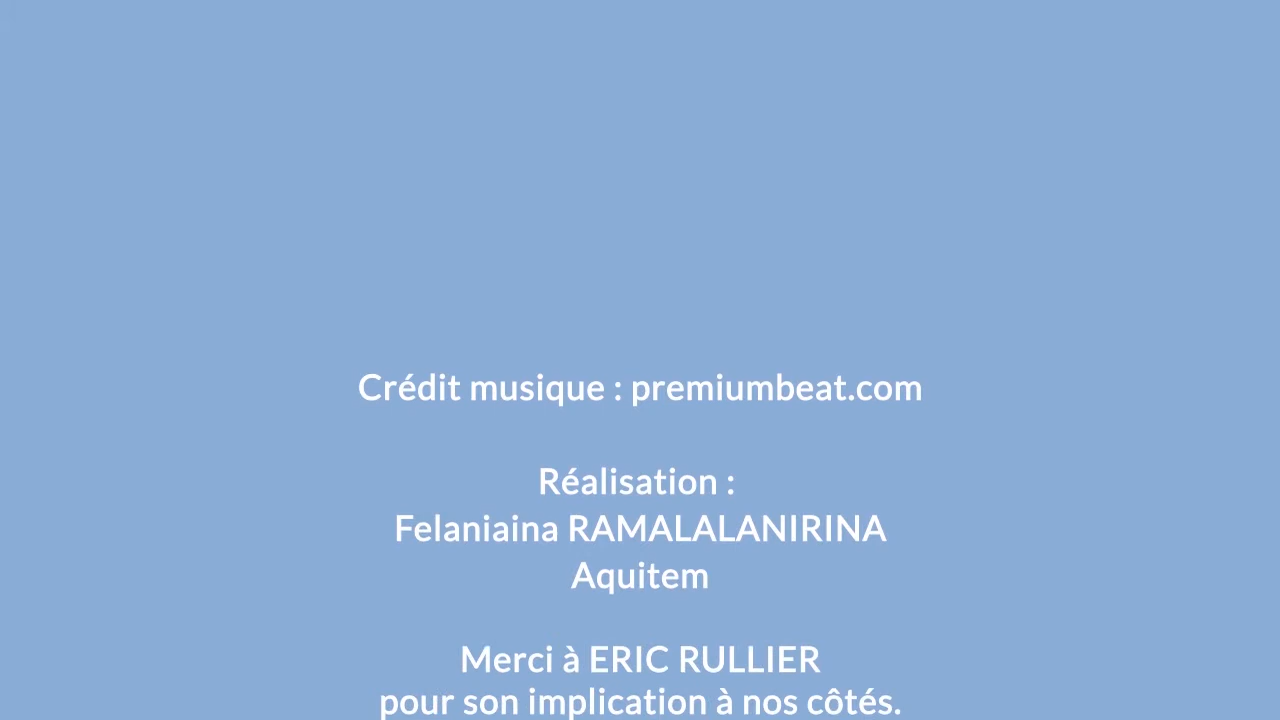 Crédit musique : premiumbeat.com
Réalisation :
Felaniaina RAMALALANIRINA
Aquitem
Merci à ERIC RULLIER
pour son implication à nos côtés.